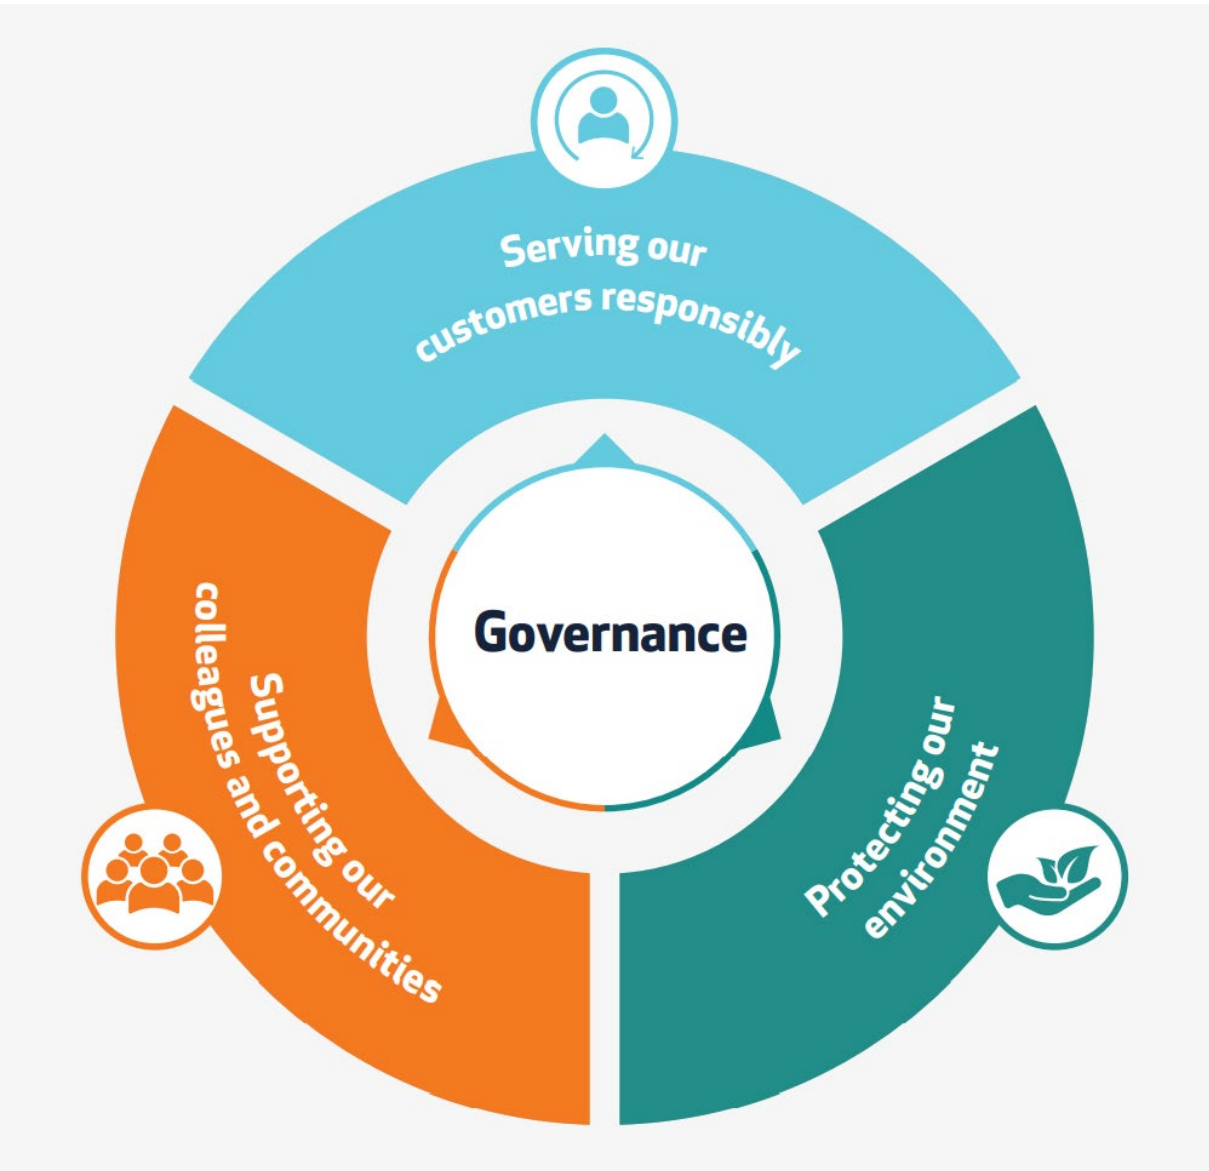 Serving our
customers responsibly
Governance
Supporting our
colleagues and communities
Protecting our
environment